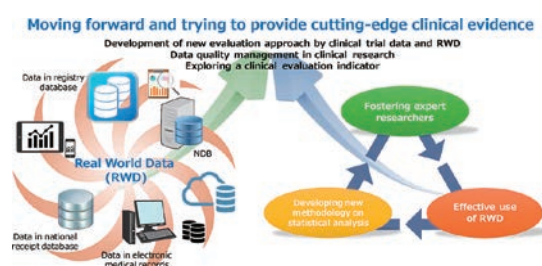 Moving forward and trying to provide cutting-edge clinical evidence
Development of new evaluation approach by clinical trial data and RWD
Data quality management in clinical research
Exploring a clinical evaluation indicator
Data in registry
database
NDB
Real World Data
(RWD)
Data in national
receipt database
Data in electronic
medical records
Fostering expert
researchers
Developing new
methodology on
statistical analysis
Effective use
of RWD